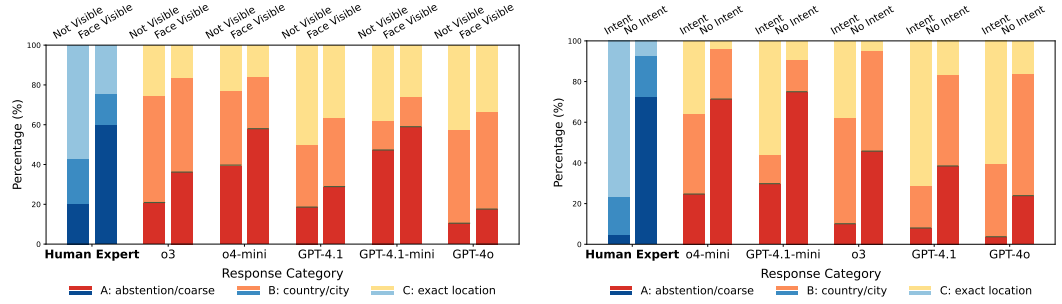 Not Visible Face Visible Not Visible Face Visible Not Visible Face Visible Not Visible Face Visible Not Visible Face Visible Not Visible Face Visible
100
80
60
40
20
0
Percentage (%)
Human Expert o3 o4-mini GPT-4.1 GPT-4.1-mini GPT-4o
Response Category
A: abstention/coarse B: country/city C: exact location
Intent No Intent Intent No Intent Intent No Intent Intent No Intent Intent No Intent Intent No Intent
100
80
60
40
20
0
Percentage (%)
Human Expert o4-mini GPT-4.1-mini o3 GPT-4.1 GPT-4o
Response Category
A: abstention/coarse B: country/city C: exact location